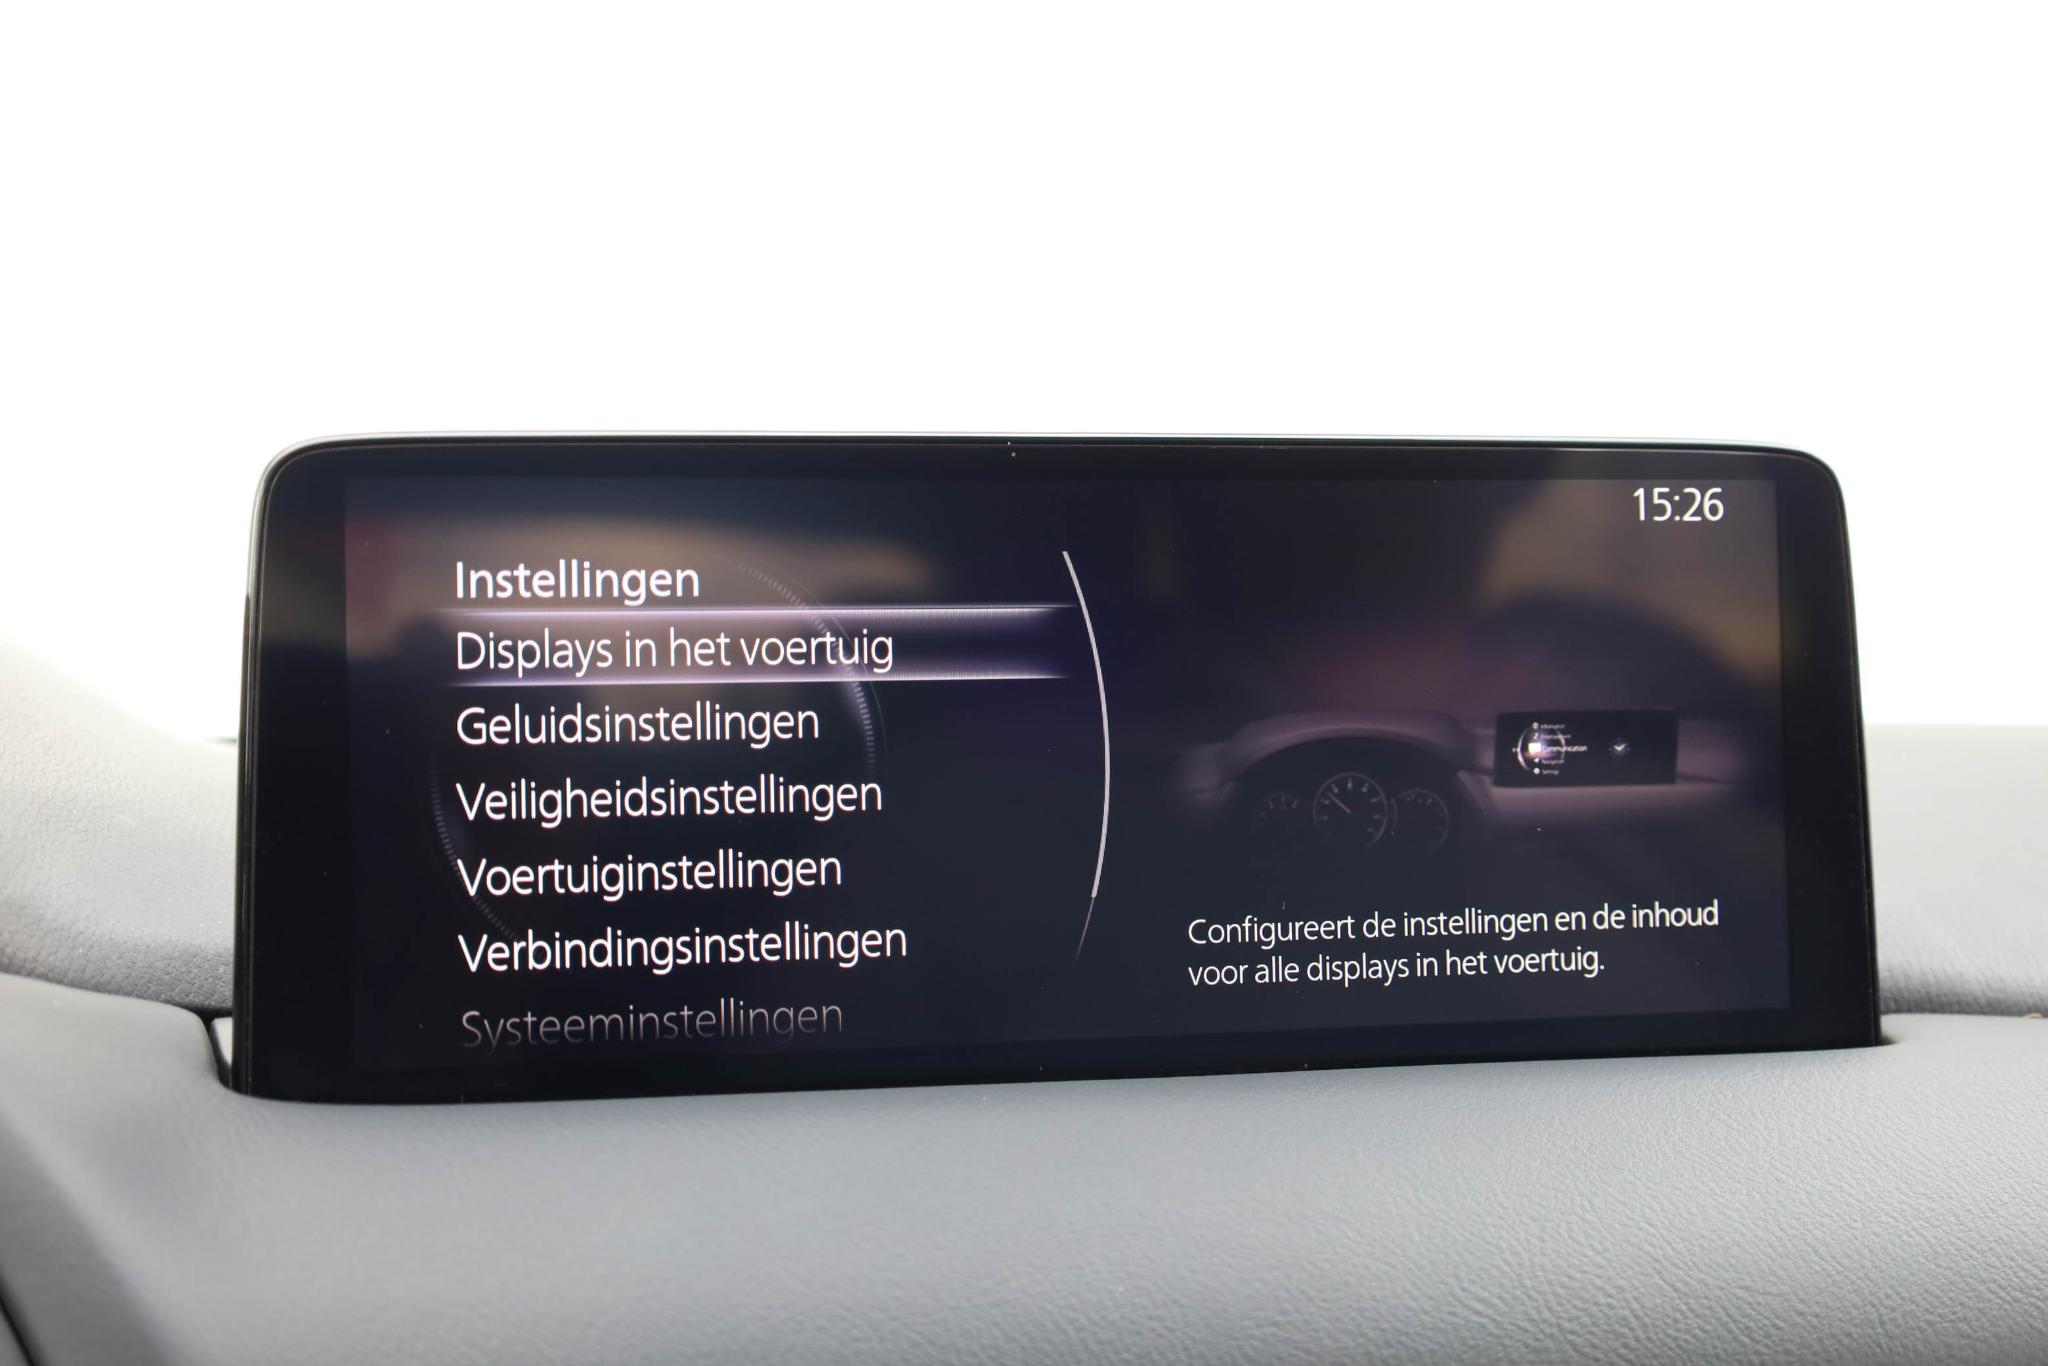 15:26
Instellingen
Displays in het voertuig
Geluidsinstellingen
Veiligheidsinstellingen
Voertuiginstellingen
Verbindingsinstellingen
Systeeminstellingen
Communication
Configureert de instellingen en de inhoud
voor alle displays in het voertuig.